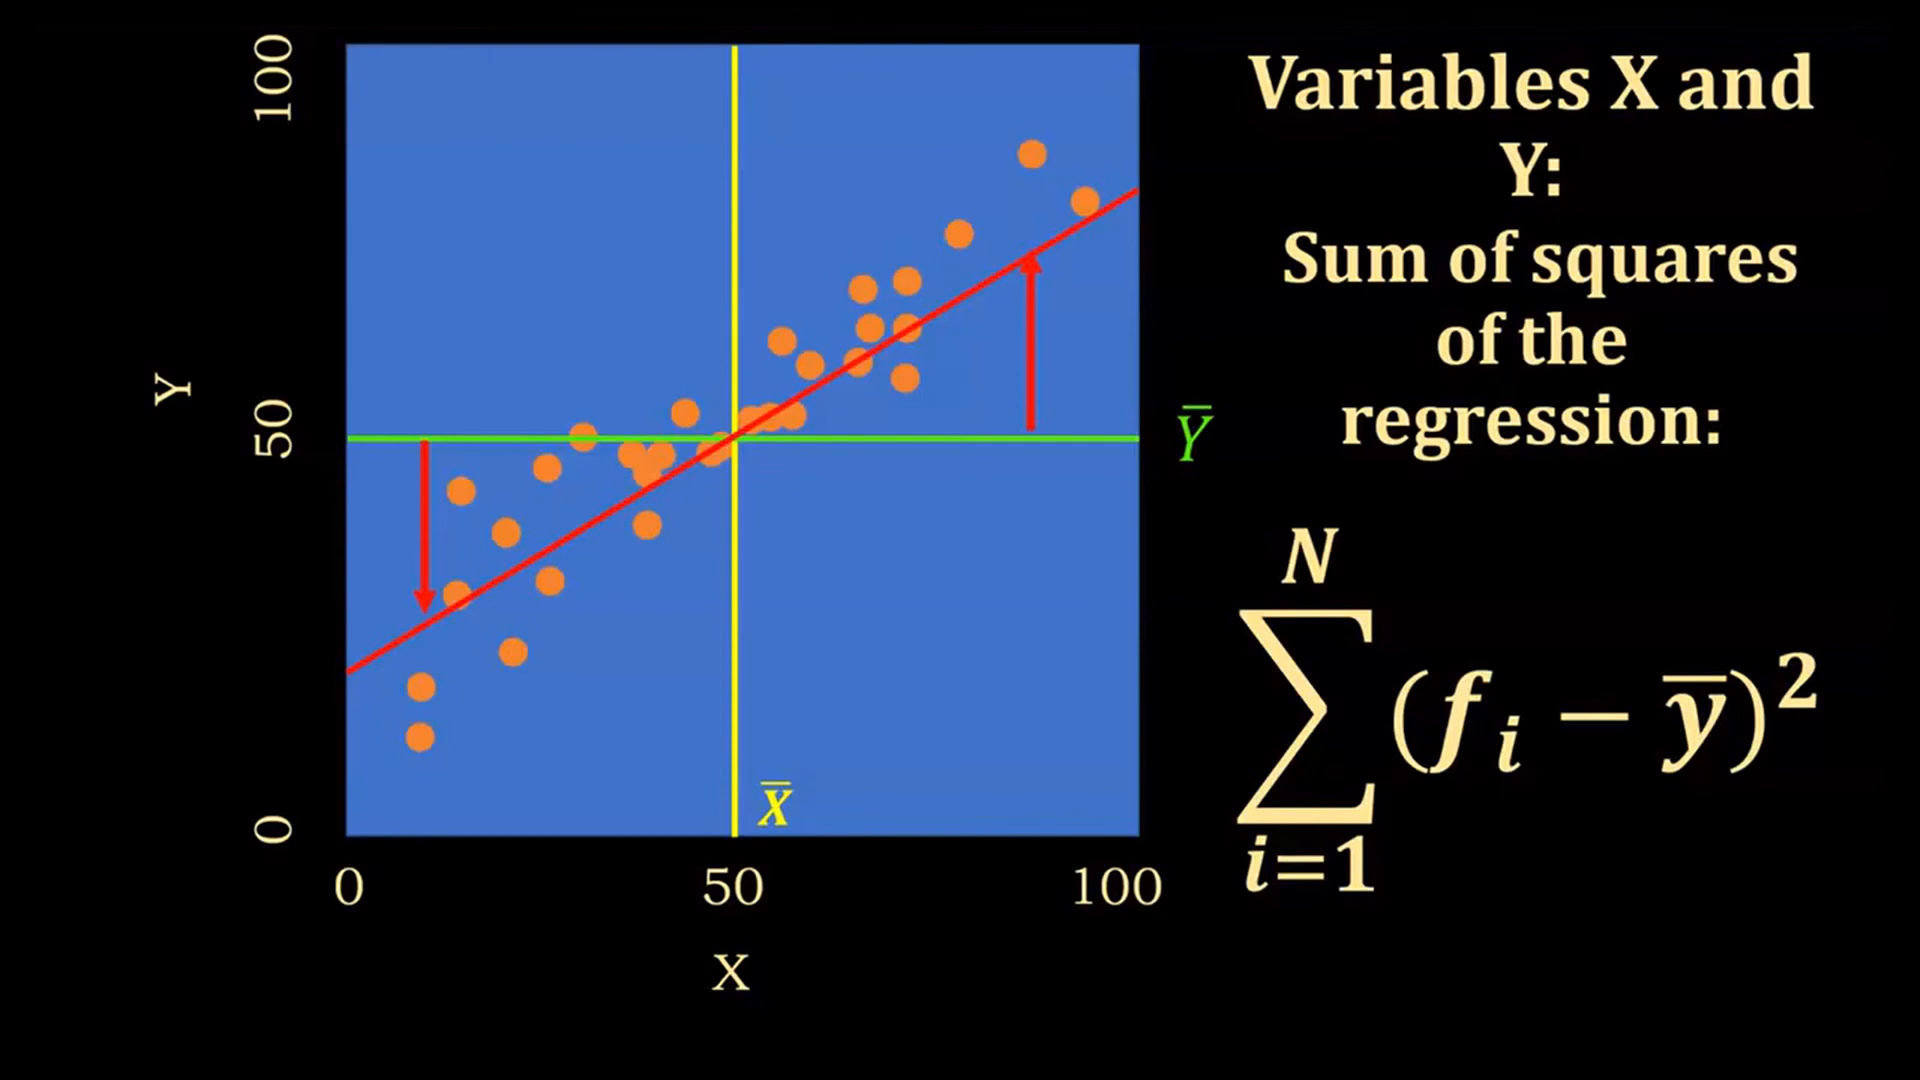 100
50
0
Y
0
50
100
X
X̅
Y̅
Variables X and
Y:
Sum of squares
of the
regression:
N
∑(fᵢ − y̅)²
i=1